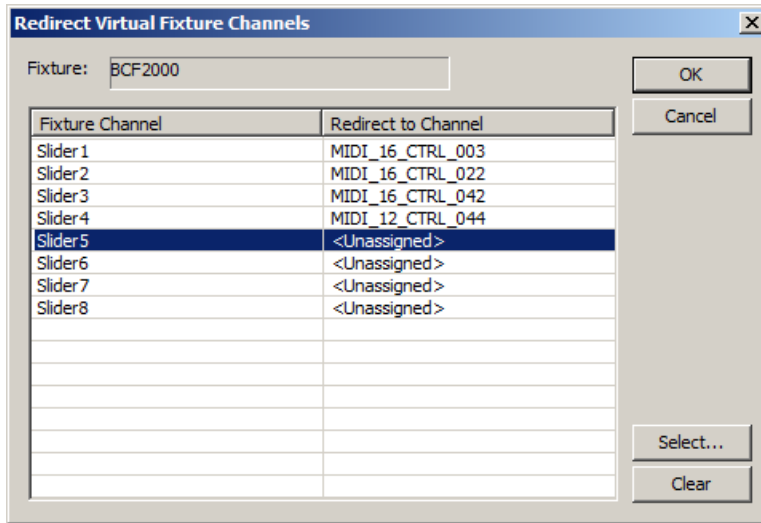 Redirect Virtual Fixture Channels
Fixture: BCF2000
OK
Cancel
Fixture Channel Redirect to Channel
Slider1 MIDI_16_CTRL_003
Slider2 MIDI_16_CTRL_022
Slider3 MIDI_16_CTRL_042
Slider4 MIDI_12_CTRL_044
Slider5 <Unassigned>
Slider6 <Unassigned>
Slider7 <Unassigned>
Slider8 <Unassigned>
Select...
Clear